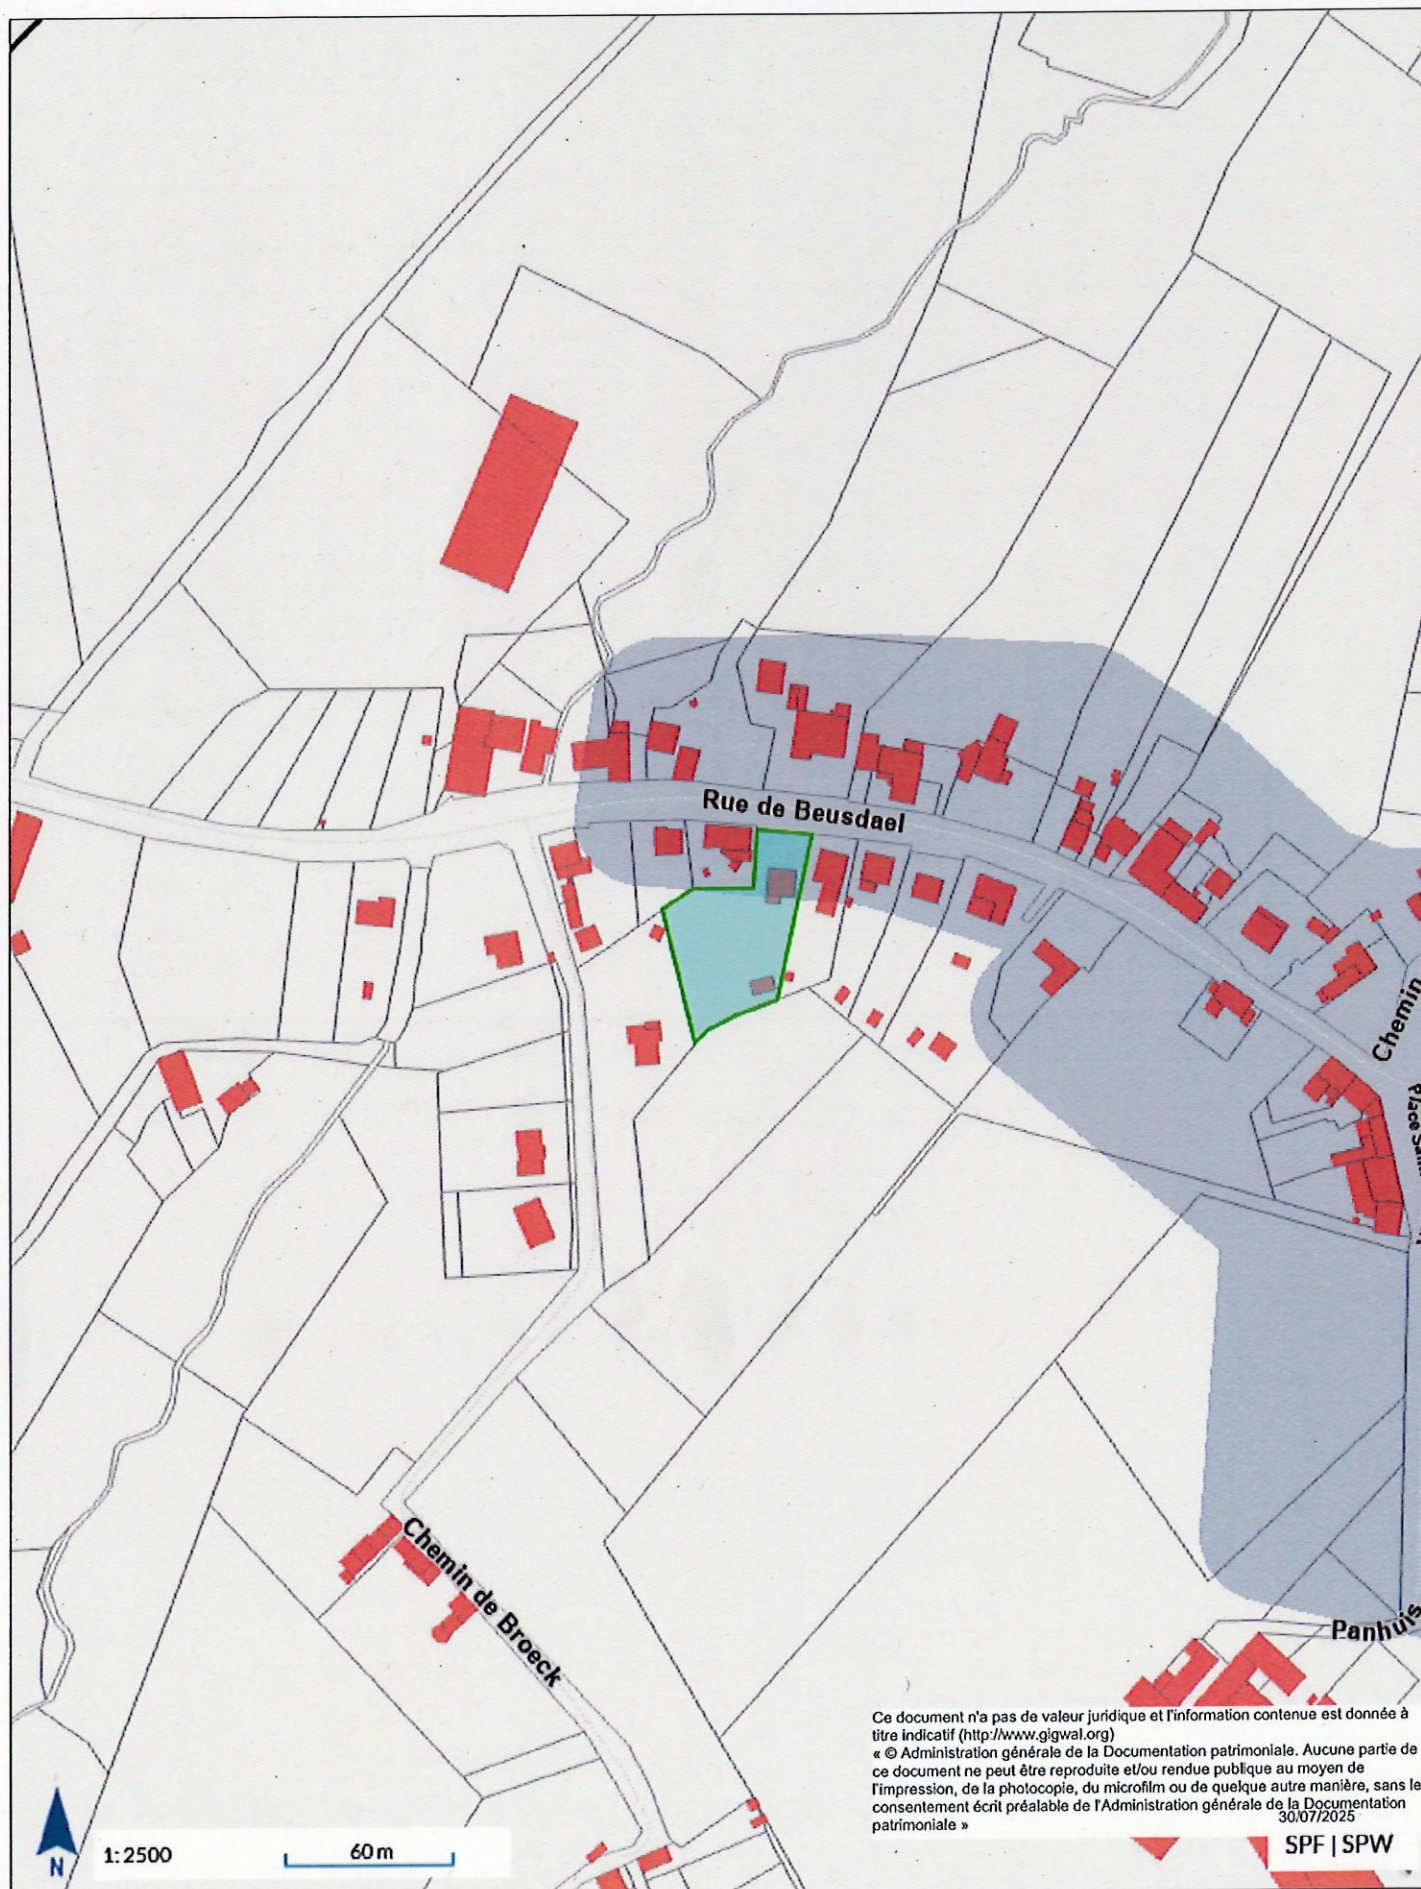 Rue de Beusdael
Chemin
Chemin de Broeck
Panhuis
Ce document n'a pas de valeur juridique et l'information contenue est donnée à
titre indicatif (http://www.gigwal.org)
« © Administration générale de la Documentation patrimoniale. Aucune partie de
ce document ne peut être reproduite et/ou rendue publique au moyen de
l'impression, de la photocopie, du microfilm ou de quelque autre manière, sans le
consentement écrit préalable de l'Administration générale de la Documentation
patrimoniale »
30/07/2025
SPF | SPW
N
1:2500
60 m